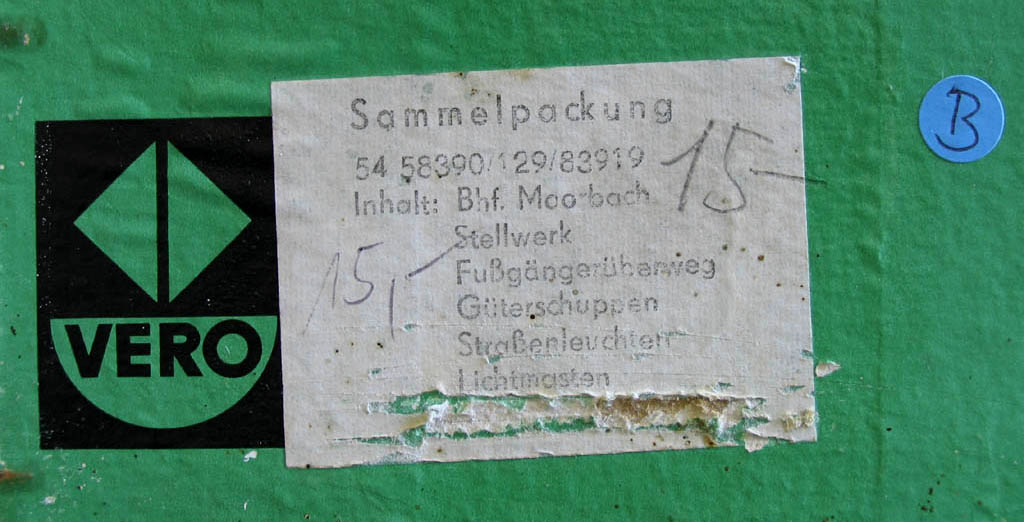 Sammelpackung
54 58390/129/83919
15-
Inhalt: Bhf. Moorbach
Stellwerk
15,-
Fußgängerüberweg
Güterschuppen
Straßenleuchten
Lichtmasten
VERO
B